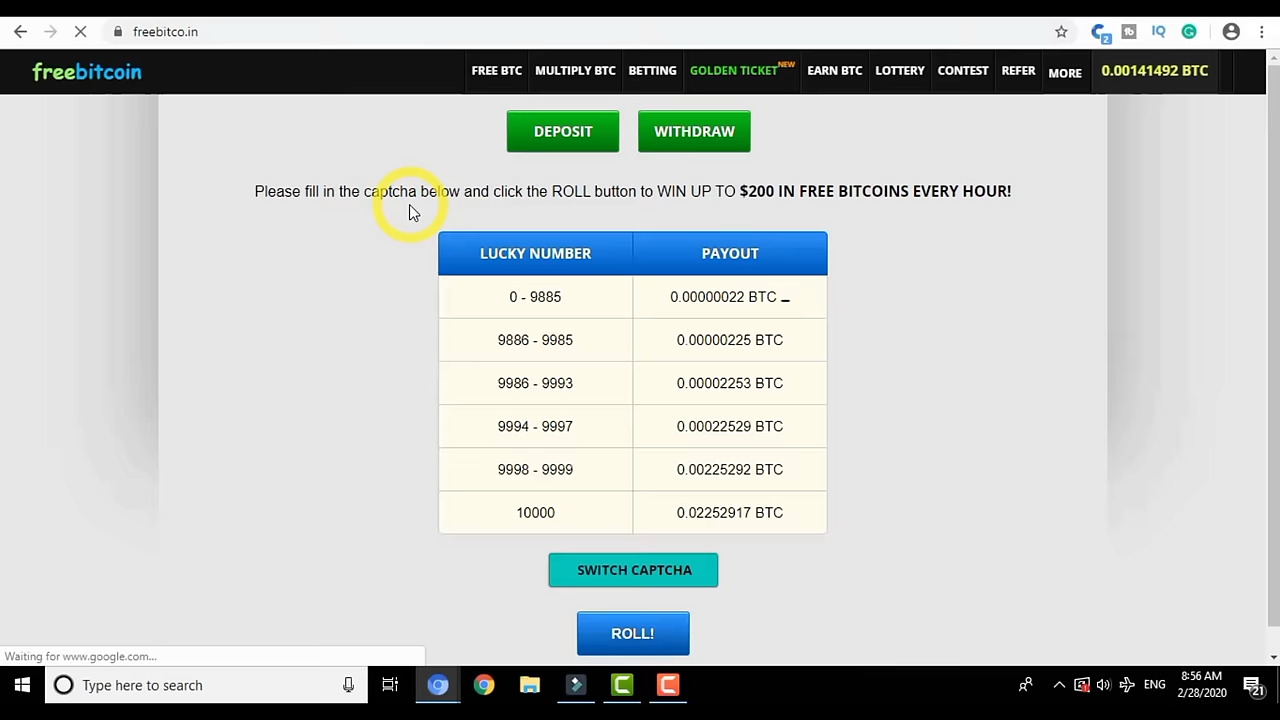 freebitco.in
2
freebitcoin
FREE BTC MULTIPLY BTC BETTING GOLDEN TICKET NEW EARN BTC LOTTERY CONTEST REFER MORE 0.00141492 BTC
DEPOSIT WITHDRAW
Please fill in the captcha below and click the ROLL button to WIN UP TO $200 IN FREE BITCOINS EVERY HOUR!
LUCKY NUMBER PAYOUT
0 - 9885 0.00000022 BTC
9886 - 9985 0.00000225 BTC
9986 - 9993 0.00002253 BTC
9994 - 9997 0.00022529 BTC
9998 - 9999 0.00225292 BTC
10000 0.02252917 BTC
SWITCH CAPTCHA
ROLL!
Waiting for www.google.com...
Type here to search
ENG
8:56 AM
2/28/2020
21